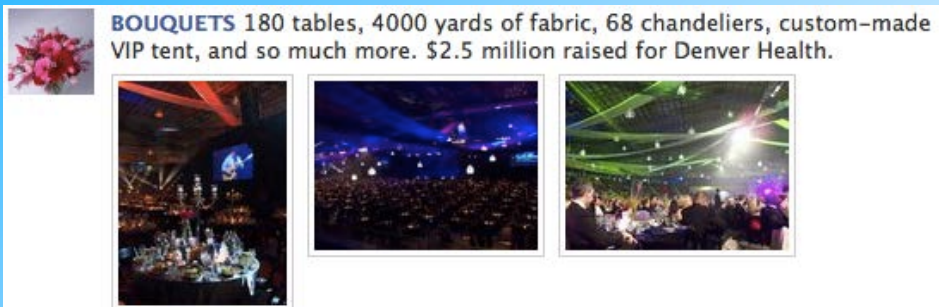 BOUQUETS 180 tables, 4000 yards of fabric, 68 chandeliers, custom-made
VIP tent, and so much more. $2.5 million raised for Denver Health.